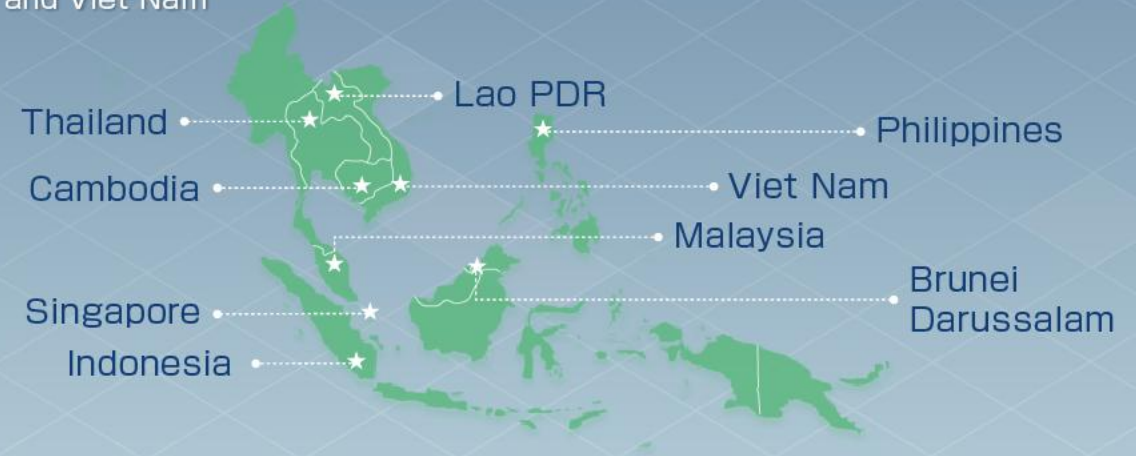 and Viet Nam
Lao PDR
Thailand
Philippines
Cambodia
Viet Nam
Malaysia
Brunei
Darussalam
Singapore
Indonesia